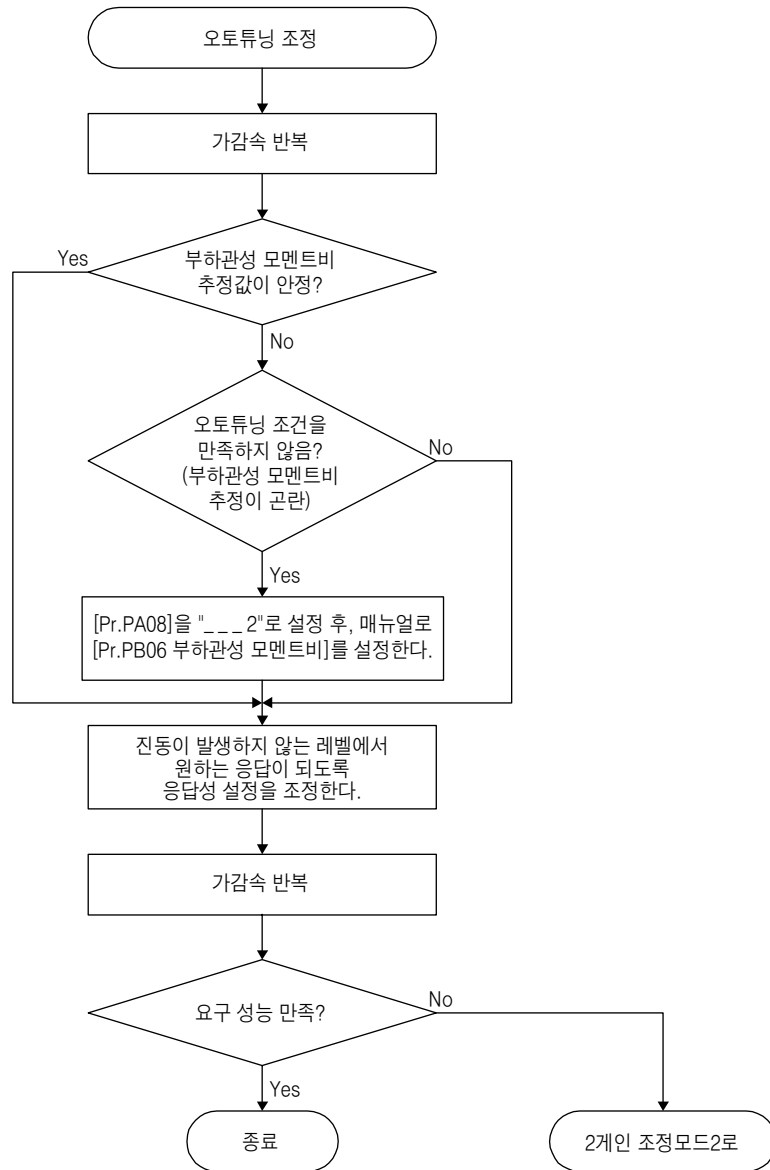 오토튜닝 조정
가감속 반복
Yes
부하관성 모멘트비
추정값이 안정?
No
오토튜닝 조건을
만족하지 않음?
(부하관성 모멘트비
추정이 곤란)
No
Yes
[Pr.PA08]을 "_ _ _ 2"로 설정 후, 매뉴얼로
[Pr.PB06 부하관성 모멘트비]를 설정한다.
진동이 발생하지 않는 레벨에서
원하는 응답이 되도록
응답성 설정을 조정한다.
가감속 반복
요구 성능 만족?
No
Yes
종료
2게인 조정모드2로